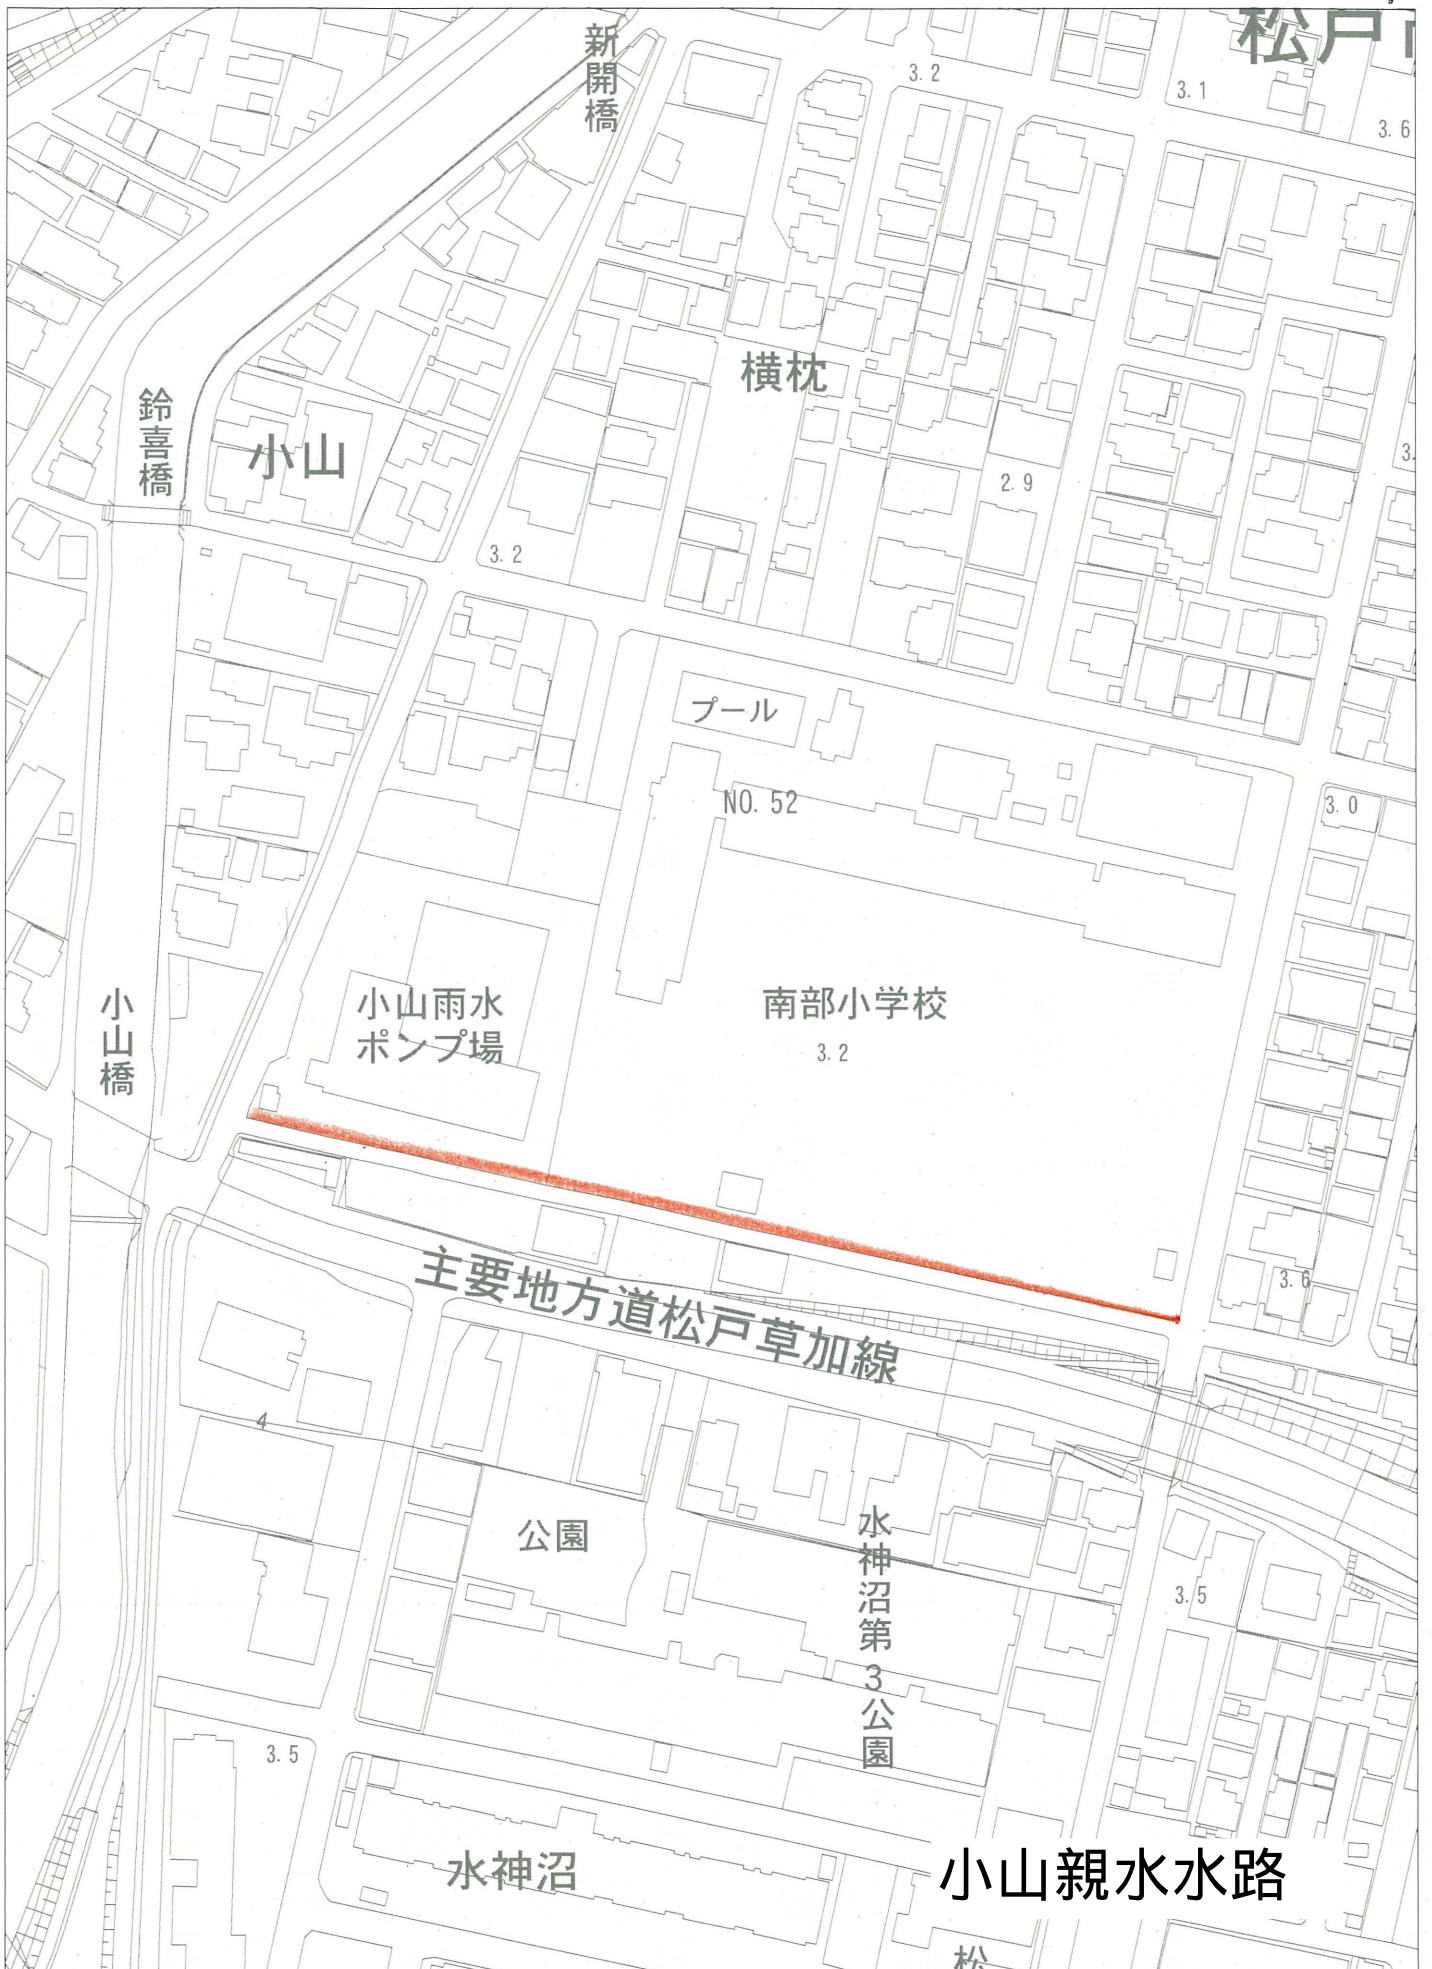 松戸
新開橋
3.2
3.1
3.6
横枕
鈴喜橋
小山
3.
2.9
3.2
プール
NO. 52
3.0
小山橋
小山雨水
ポンプ場
南部小学校
3.2
主要地方道松戸草加線
3.6
4
公園
水神沼第3公園
3.5
3.5
水神沼
小山親水水路
松